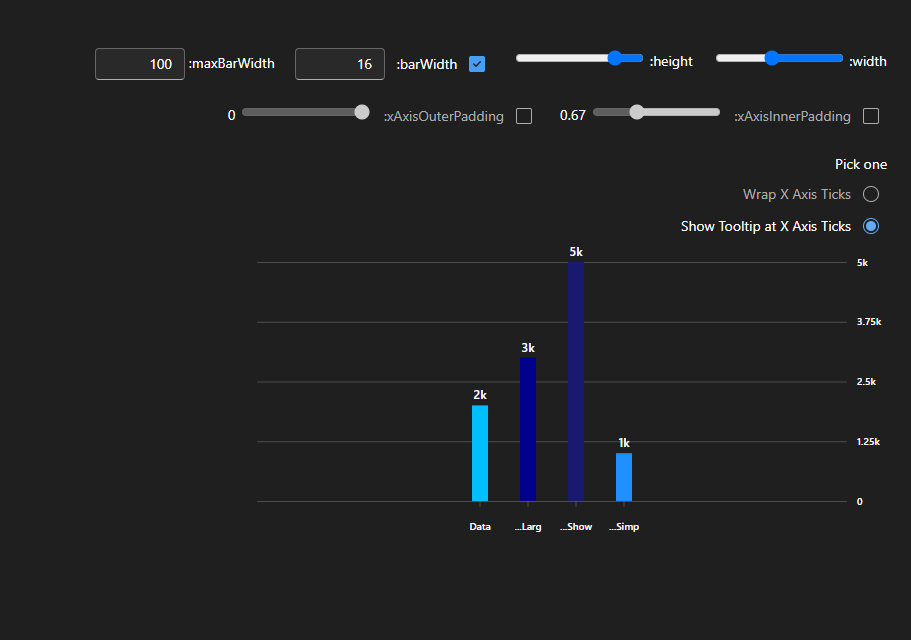 width:
height:
barWidth: 16
maxBarWidth: 100
xAxisInnerPadding: 0.67
xAxisOuterPadding: 0
Pick one
Wrap X Axis Ticks
Show Tooltip at X Axis Ticks
5k
5k
3.75k
3k
2.5k
2k
1k
1.25k
0
Data
Larg...
Show...
Simp...